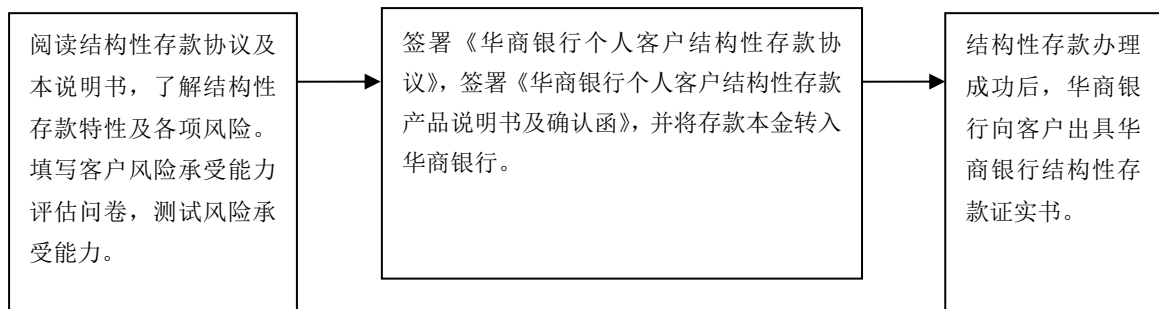 阅读结构性存款协议及
本说明书，了解结构性
存款特性及各项风险。
填写客户风险承受能力
评估问卷，测试风险承
受能力。
签署《华商银行个人客户结构性存款协
议》，签署《华商银行个人客户结构性存款
产品说明书及确认函》，并将存款本金转入
华商银行。
结构性存款办理
成功后，华商银
行向客户出具华
商银行结构性存
款证实书。